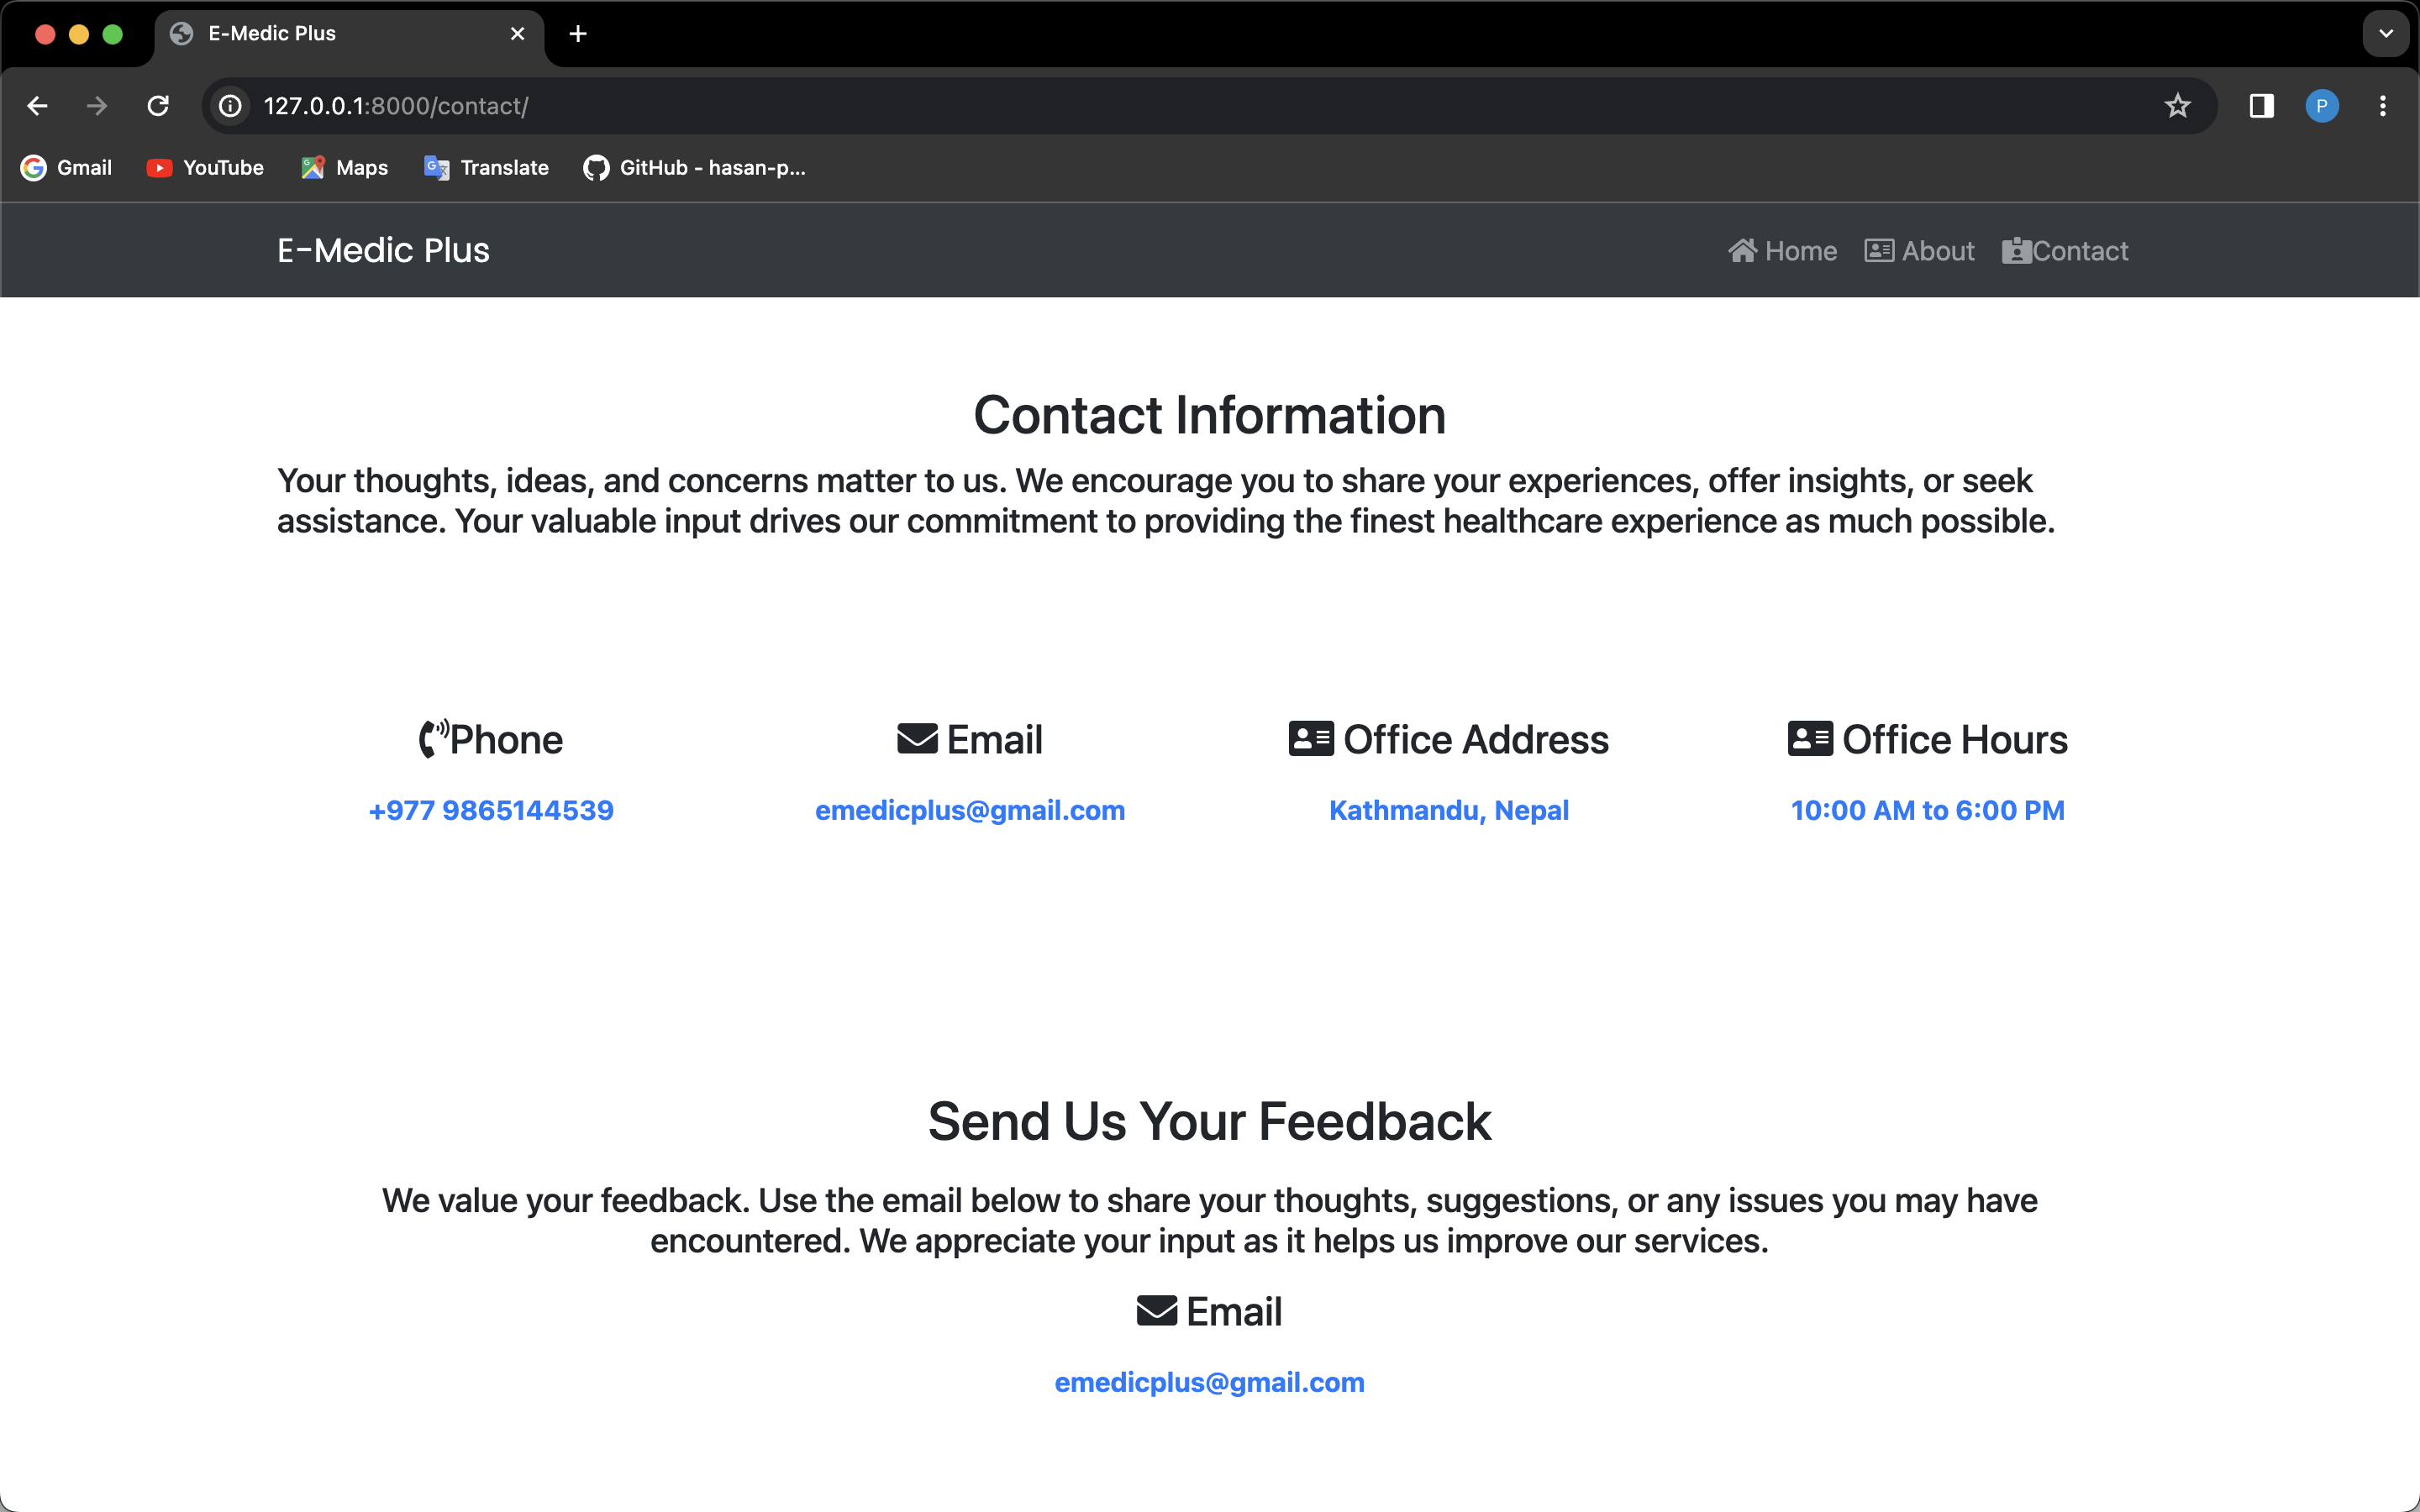 E-Medic Plus
127.0.0.1:8000/contact/
P
Gmail YouTube Maps Translate GitHub - hasan-p...
E-Medic Plus Home About Contact
Contact Information
Your thoughts, ideas, and concerns matter to us. We encourage you to share your experiences, offer insights, or seek
assistance. Your valuable input drives our commitment to providing the finest healthcare experience as much possible.
Phone Email Office Address Office Hours
+977 9865144539 emedicplus@gmail.com Kathmandu, Nepal 10:00 AM to 6:00 PM
Send Us Your Feedback
We value your feedback. Use the email below to share your thoughts, suggestions, or any issues you may have
encountered. We appreciate your input as it helps us improve our services.
Email
emedicplus@gmail.com